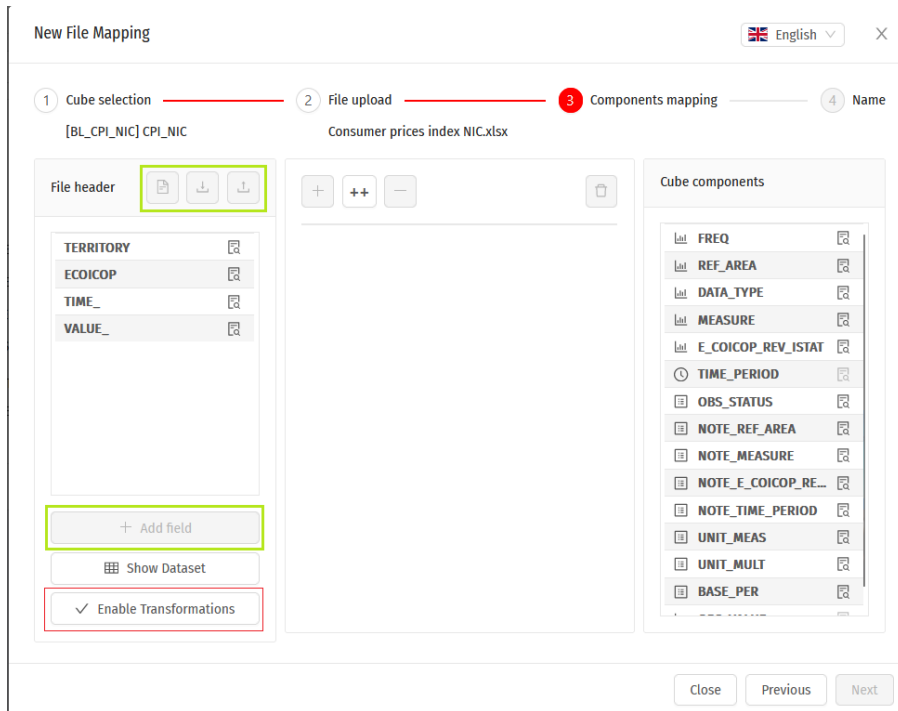 New File Mapping
English
1 Cube selection
2 File upload
3 Components mapping
4 Name
[BL_CPI_NIC] CPI_NIC
Consumer prices index NIC.xlsx
File header
+ ++ −
Cube components
TERRITORY
ECOICOP
TIME_
VALUE_
FREQ
REF_AREA
DATA_TYPE
MEASURE
E_COICOP_REV_ISTAT
TIME_PERIOD
OBS_STATUS
NOTE_REF_AREA
NOTE_MEASURE
NOTE_E_COICOP_RE...
NOTE_TIME_PERIOD
UNIT_MEAS
UNIT_MULT
BASE_PER
+ Add field
Show Dataset
Enable Transformations
Close
Previous
Next